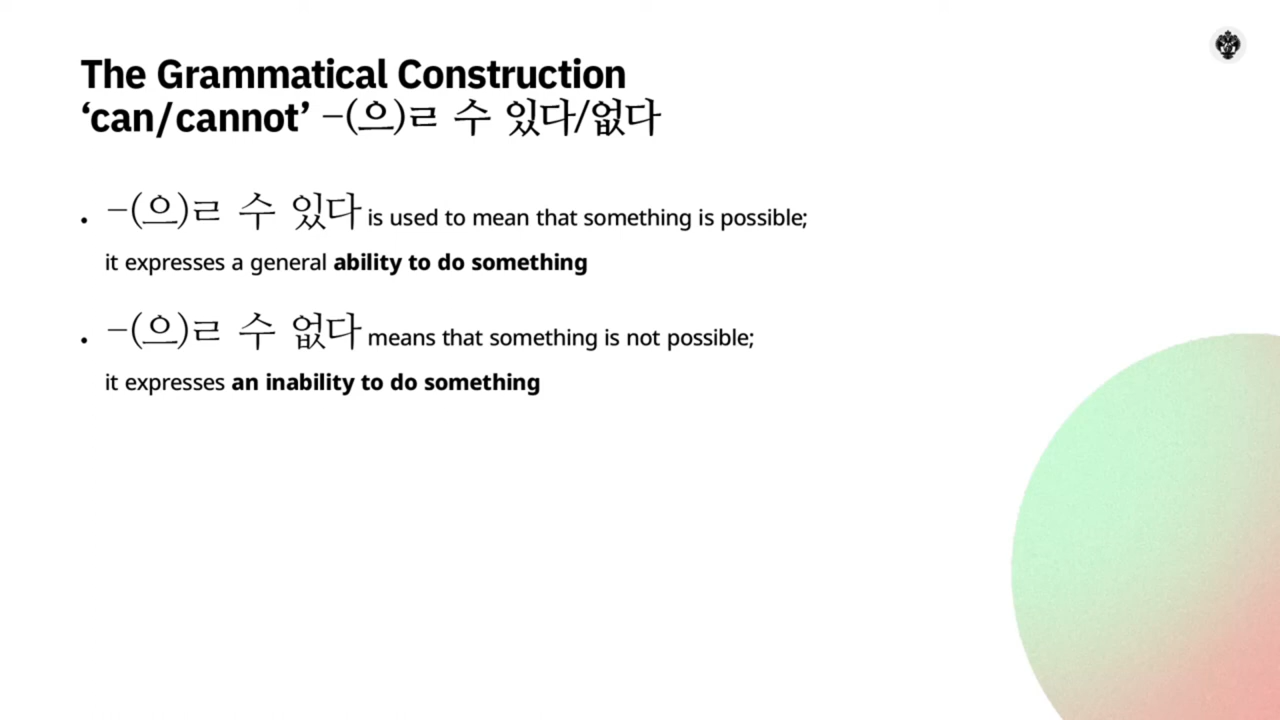 The Grammatical Construction
‘can/cannot’ –(으)ㄹ 수 있다/없다
• –(으)ㄹ 수 있다 is used to mean that something is possible;
it expresses a general ability to do something
• –(으)ㄹ 수 없다 means that something is not possible;
it expresses an inability to do something